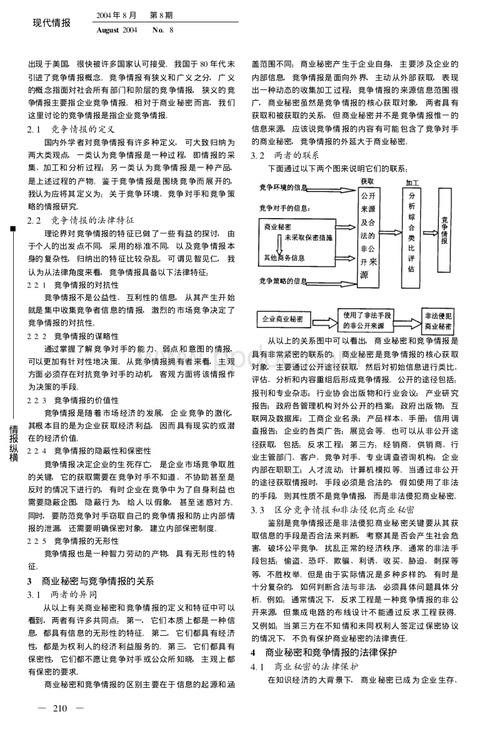 现代情报
2004年8月 第8期
August 2004 No. 8
出现于美国, 很快被许多国家认可接受. 我国于80年代末
引进了竞争情报概念. 竞争情报有狭义和广义之分, 广义
的概念指面对社会所有部门和阶层的竞争情报, 狭义的竞
争情报主要指企业竞争情报. 相对于商业秘密而言, 我们
这里讨论的竞争情报是指企业竞争情报.
2.1 竞争情报的定义
国内外学者对竞争情报有许多种定义, 可大致归纳为
两大类观点, 一类认为竞争情报是一种过程, 即情报的采
集、加工和分析过程; 另一类认为竞争情报是一种产品,
是上述过程的产物. 鉴于竞争情报是围绕竞争而展开的,
我认为应将其定义为: 关于竞争环境、竞争对手和竞争策
略的情报研究.
2.2 竞争情报的法律特征
理论界对竞争情报的特征已做了一些有益的探讨, 由
于个人的出发点不同, 采用的标准不同, 以及竞争情报本
身的复杂性, 归纳出的特征比较杂乱, 可谓见智见仁, 我
认为从法律角度来看, 竞争情报具备以下法律特征:
2 2 1 竞争情报的对抗性
竞争情报不是公益性、互利性的信息, 从其产生开始
就是集中收集竞争者信息的情报, 激烈的市场竞争决定了
竞争情报的对抗性.
2 2 2 竞争情报的谋略性
通过掌握了解竞争对手的能力、弱点和意图的情报,
可以更加有针对性地决策. 从竞争情报拥有者来看, 主观
方面必须存在对抗竞争对手的动机, 客观方面将该情报作
为决策的手段.
2 2 3 竞争情报的价值性
竞争情报是随着市场经济的发展, 企业竞争的激化,
其根本目的是为企业获取经济利益, 因而具有现实的或潜
在的经济价值.
2 2 4 竞争情报的隐蔽性和保密性
竞争情报决定企业的生死存亡, 是企业市场竞争取胜
的关键, 它的获取需要在竞争对手不知道、不协助甚至是
反对的情况下进行的, 有时企业在竞争中为了自身利益也
需要隐蔽企图、隐蔽行为, 给人以假象, 甚至迷惑对方.
同时, 要防范竞争对手窃取自己的竞争情报和防止内部情
报的泄漏, 还需要明确保密对象, 建立内部保密制度.
2 2 5 竞争情报的无形性
竞争情报也是一种智力劳动的产物, 具有无形性的特
征.
3 商业秘密与竞争情报的关系
3.1 两者的异同
从以上有关商业秘密和竞争情报的定义和特征中可以
看到, 两者有许多共同点: 第一, 它们本质上都是一种信
息, 都具有信息的无形性的特征. 第二, 它们都具有经济
性, 都是为权利人的经济利益服务的. 第三, 它们都具有
保密性, 它们都不愿让竞争对手或公众所知晓, 主观上都
有保密的要求.
商业秘密和竞争情报的区别主要在于信息的起源和涵
盖范围不同; 商业秘密产生于企业自身, 主要涉及企业的
内部信息, 竞争情报是面向外界, 主动从外部获取, 表现
出一种动态的收集加工过程; 竞争情报的来源信息范围很
广, 商业秘密虽然是竞争情报的核心获取对象, 两者具有
获取和被获取的关系, 但商业秘密并不是竞争情报惟一的
信息来源, 应该说竞争情报的内容有可能包含了竞争对手
的商业秘密, 竞争情报的外延大于商业秘密.
3.2 两者的联系
下面通过以下两个图来说明它们的联系:
获取
加工
竞争环境的信息
竞争对手的信息:
商业秘密
未采取保密措施
其他商务信息
竞争策略的信息
公开来源及合法的非公开来源
分析综合类比评估
竞争情报
企业商业秘密
使用了非法手段的非公开来源
非法侵犯商业秘密
从以上的关系图中可以看出, 商业秘密和竞争情报是
具有非常紧密的联系的, 商业秘密是竞争情报的核心获取
对象, 主要通过公开途径获取, 然后对初始信息进行类比、
评估、分析和内容重组后形成竞争情报. 公开的途径包括:
报刊和专业杂志; 行业协会出版物和行业会议; 产业研究
报告; 政府各管理机构对外公开的档案; 政府出版物; 互
联网及数据库; 工商企业名录; 产品样本、手册; 信用调
查报告; 企业的各类广告; 展览会等. 也可以从非公开途
径获取, 包括: 反求工程; 第三方: 经销商、供销商、行
业主管部门、客户、竞争对手、专业调查咨询机构; 企业
内部在职职工; 人才流动; 计算机模拟等. 当通过非公开
的途径获取情报时, 手段必须是合法的, 假如使用了非法
的手段, 则其性质不是竞争情报, 而是非法侵犯商业秘密.
3.3 区分竞争情报和非法侵犯商业秘密
鉴别是竞争情报还是非法侵犯商业秘密关键要从其获
取信息的手段是否合法来判断, 考察其是否会产生社会危
害, 破坏公平竞争, 扰乱正常的经济秩序. 通常的非法手
段包括: 偷盗、恐吓、欺骗、利诱、收买、胁迫、刺探等
等, 不胜枚举. 但是由于实际情况是多种多样的, 有时是
十分复杂的, 如何判断合法与非法, 必须具体问题具体分
析. 例如: 通常情况下, 反求工程是一种竞争情报的非公
开来源, 但集成电路的布线设计不能通过反求工程获得.
又例如: 当第三方在不知情和未同权利人签定过保密协议
的情况下, 不负有保护商业秘密的法律责任.
4 商业秘密和竞争情报的法律保护
4.1 商业秘密的法律保护
在知识经济的大背景下, 商业秘密已成为企业生存、
情报纵横
— 210 —